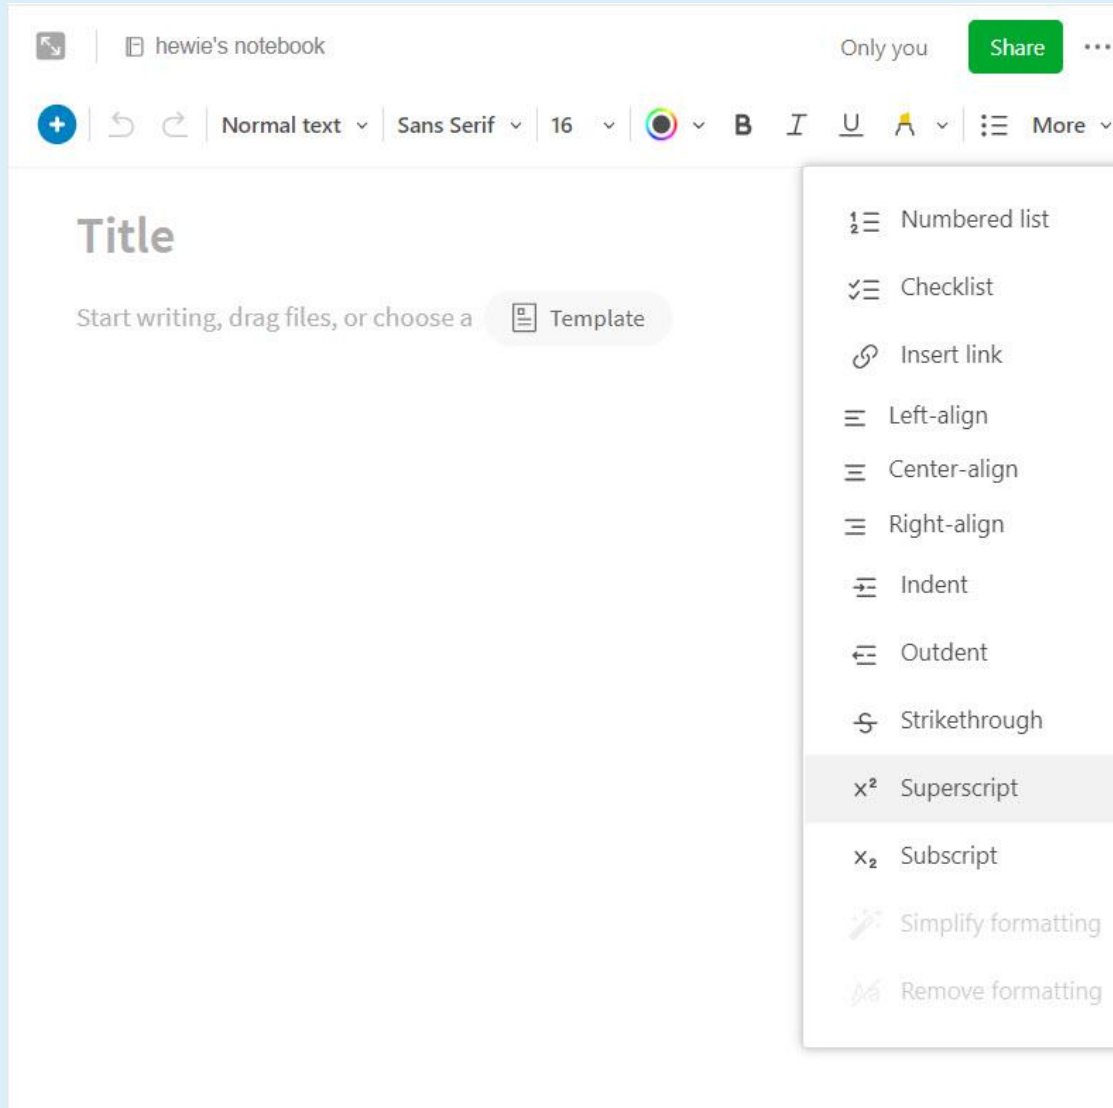 hewie's notebook Only you Share
Normal text Sans Serif 16 B I U A More
Title
Start writing, drag files, or choose a Template
Numbered list
Checklist
Insert link
Left-align
Center-align
Right-align
Indent
Outdent
Strikethrough
x² Superscript
x₂ Subscript
Simplify formatting
Remove formatting